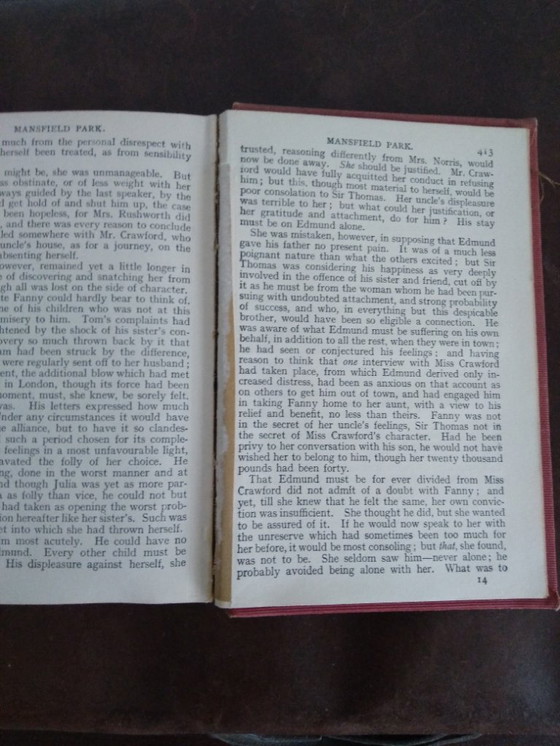 MANSFIELD PARK.
much from the personal disrespect with
herself been treated, as from sensibility
might be, she was unmanageable. But
as obstinate, or of less weight with her
ways guided by the last speaker, by the
d get hold of and shut him up, the case
been hopeless, for Mrs. Rushworth did
, and there was every reason to conclude
led somewhere with Mr. Crawford, who
uncle's house, as for a journey, on the
absenting herself.
owever, remained yet a little longer in
e of discovering and snatching her from
gh all was lost on the side of character.
te Fanny could hardly bear to think of.
ne of his children who was not at this
misery to him. Tom's complaints had
htened by the shock of his sister's con-
overy so much thrown back by it that
am had been struck by the difference,
were regularly sent off to her husband;
ent, the additional blow which had met
in London, though its force had been
oment, must, she knew, be sorely felt.
was. His letters expressed how much
nder any circumstances it would have
e alliance, but to have it so clandes-
such a period chosen for its comple-
feelings in a most unfavourable light,
avated the folly of her choice. He
ng, done in the worst manner and
nd though Julia was yet as more par-
a as folly than vice, he could not but
had taken as opening the worst prob-
ion hereafter like her sister's. Such was
et into which she had thrown herself.
m most acutely. He could have no
dmund. Every other child must be
His displeasure against herself, she
MANSFIELD PARK. 413
trusted, reasoning differently from Mrs. Norris, would
now be done away. She should be justified. Mr. Craw-
ford would have fully acquitted her conduct in refusing
him; but this, though most material to herself, would be
poor consolation to Sir Thomas. Her uncle's displeasure
was terrible to her; but what could her justification, or
her gratitude and attachment, do for him? His stay
must be on Edmund alone.
She was mistaken, however, in supposing that Edmund
gave his father no present pain. It was of a much less
poignant nature than what the others excited; but Sir
Thomas was considering his happiness as very deeply
involved in the offence of his sister and friend, cut off by
it as he must be from the woman whom he had been pur-
suing with undoubted attachment, and strong probability
of success, and who, in everything but this despicable
brother, would have been so eligible a connection. He
was aware of what Edmund must be suffering on his own
behalf, in addition to all the rest, when they were in town;
he had seen or conjectured his feelings; and having
reason to think that one interview with Miss Crawford
had taken place, from which Edmund derived only in-
creased distress, had been as anxious on that account as
on others to get him out of town, and had engaged him
in taking Fanny home to her aunt, with a view to his
relief and benefit, no less than theirs. Fanny was not
in the secret of her uncle's feelings, Sir Thomas not in
the secret of Miss Crawford's character. Had he been
privy to her conversation with his son, he would not have
wished her to belong to him, though her twenty thousand
pounds had been forty.
That Edmund must be for ever divided from Miss
Crawford did not admit of a doubt with Fanny; and
yet, till she knew that he felt the same, her own convic-
tion was insufficient. She thought he did, but she wanted
to be assured of it. If he would now speak to her with
the unreserve which had sometimes been too much for
her before, it would be most consoling; but that, she found,
was not to be. She seldom saw him—never alone; he
probably avoided being alone with her. What was to
14